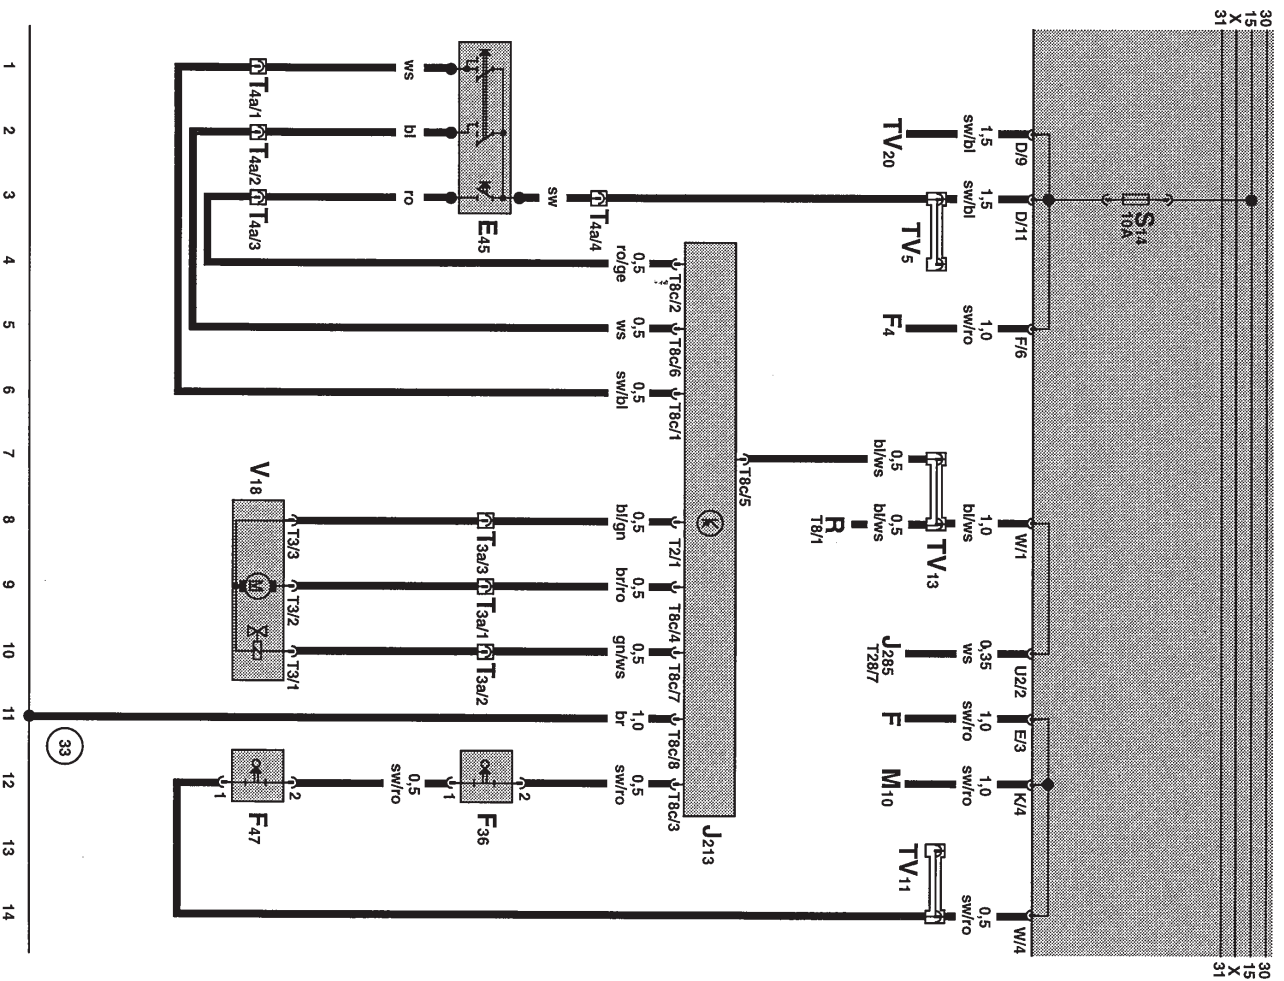 30
15
X
31
S14
10A
D/9
1,5
sw/bl
TV20
D/11
1,5
sw/bl
TV5
F/6
1,0
sw/ro
F4
W/1
1,0
bl/ws
TV13
0,5
bl/ws
0,5
bl/ws
R
T8/1
U2/2
0,35
ws
J285
T28/7
E/3
1,0
sw/ro
F
K/4
1,0
sw/ro
M10
W/4
0,5
sw/ro
TV11
30
15
X
31
T8c/5
J213
K
T8c/2
0,5
ro/ge
T8c/6
0,5
ws
T8c/1
0,5
sw/bl
T2/1
0,5
bl/gn
T8c/4
0,5
br/ro
T8c/7
0,5
gn/ws
T8c/8
1,0
br
T8c/3
0,5
sw/ro
T4a/4
sw
E45
ws
bl
ro
T4a/1
T4a/2
T4a/3
T3a/3
T3a/1
T3a/2
2
F36
1
0,5
sw/ro
V18
T3/3
T3/2
T3/1
M
2
F47
1
33
1
2
3
4
5
6
7
8
9
10
11
12
13
14